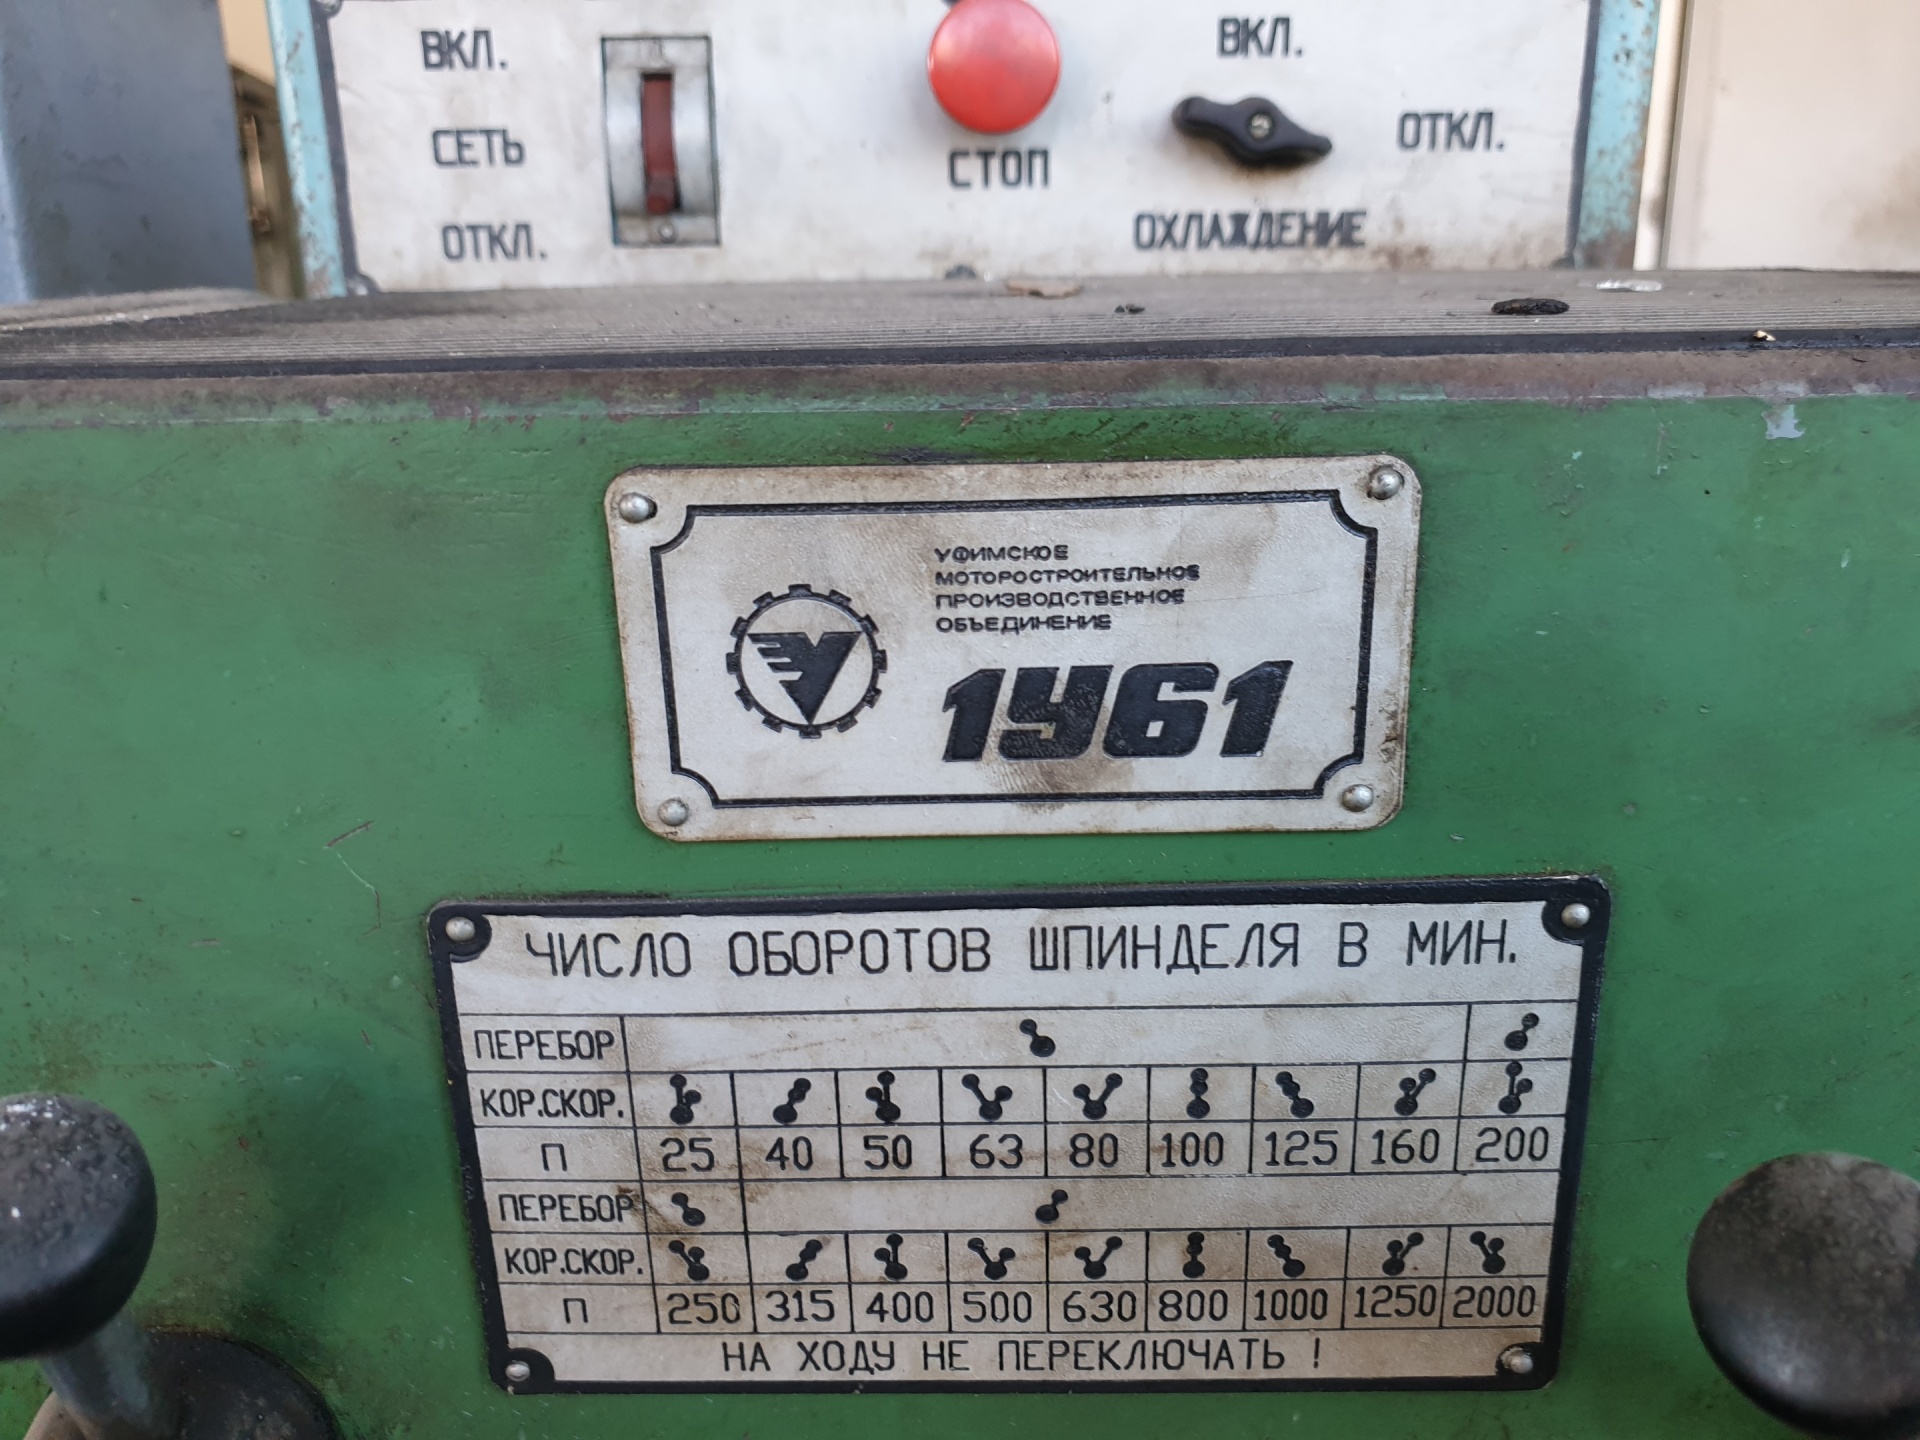 ВКЛ.
СЕТЬ
ОТКЛ.
СТОП
ВКЛ.
ОТКЛ.
ОХЛАЖДЕНИЕ
УФИМСКОЕ
МОТОРОСТРОИТЕЛЬНОЕ
ПРОИЗВОДСТВЕННОЕ
ОБЪЕДИНЕНИЕ
1У61
ЧИСЛО ОБОРОТОВ ШПИНДЕЛЯ В МИН.
ПЕРЕБОР
КОР.СКОР.
П 25 40 50 63 80 100 125 160 200
ПЕРЕБОР
КОР.СКОР.
П 250 315 400 500 630 800 1000 1250 2000
НА ХОДУ НЕ ПЕРЕКЛЮЧАТЬ !